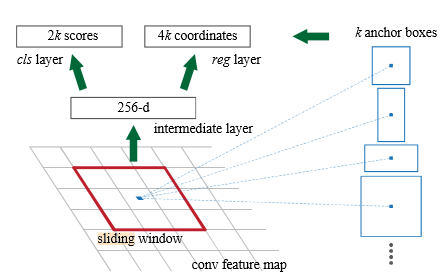 2k scores
4k coordinates
k anchor boxes
cls layer
reg layer
256-d
intermediate layer
sliding window
conv feature map